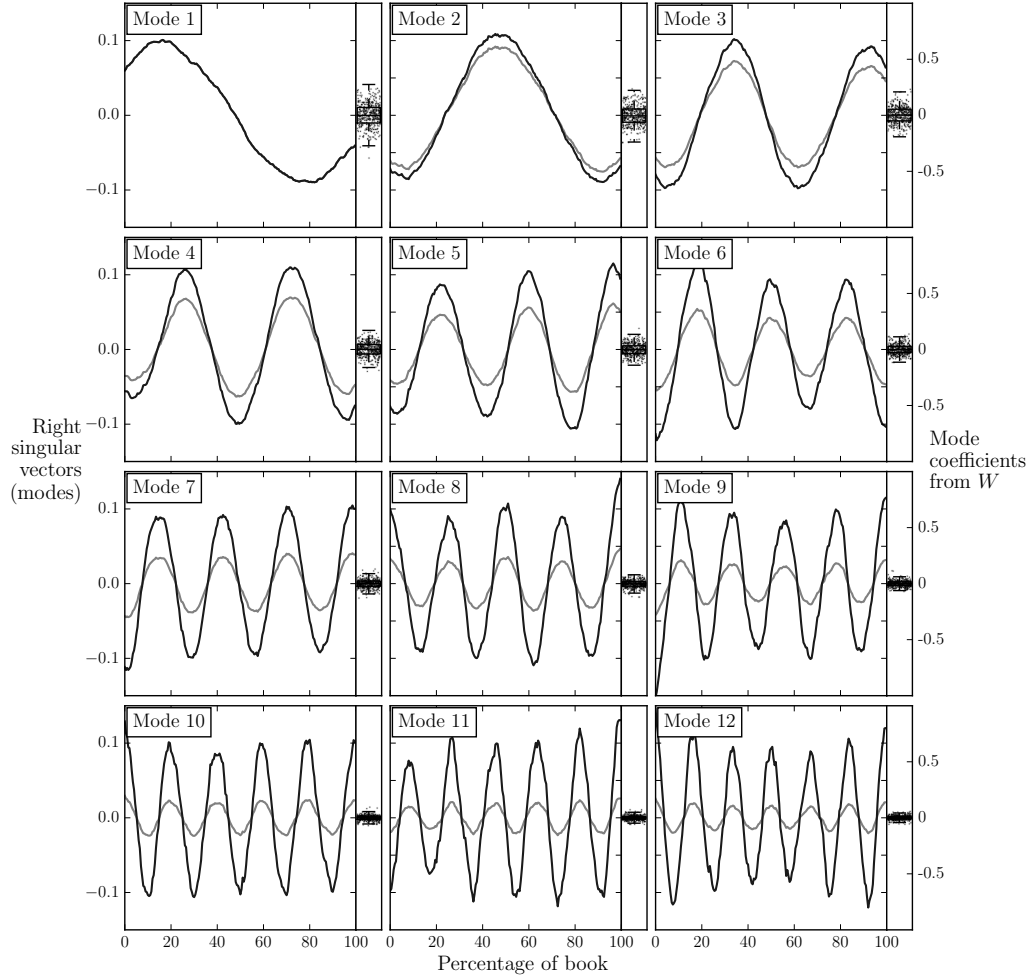 Mode 1
Mode 2
Mode 3
0.1
0.0
−0.1
0.5
0
-0.5
Mode 4
Mode 5
Mode 6
0.1
0.0
−0.1
0.5
0
-0.5
Right
singular
vectors
(modes)
Mode
coefficients
from W
Mode 7
Mode 8
Mode 9
0.1
0.0
−0.1
0.5
0
-0.5
Mode 10
Mode 11
Mode 12
0.1
0.0
−0.1
0.5
0
-0.5
0 20 40 60 80 100
0 20 40 60 80 100
0 20 40 60 80 100
Percentage of book